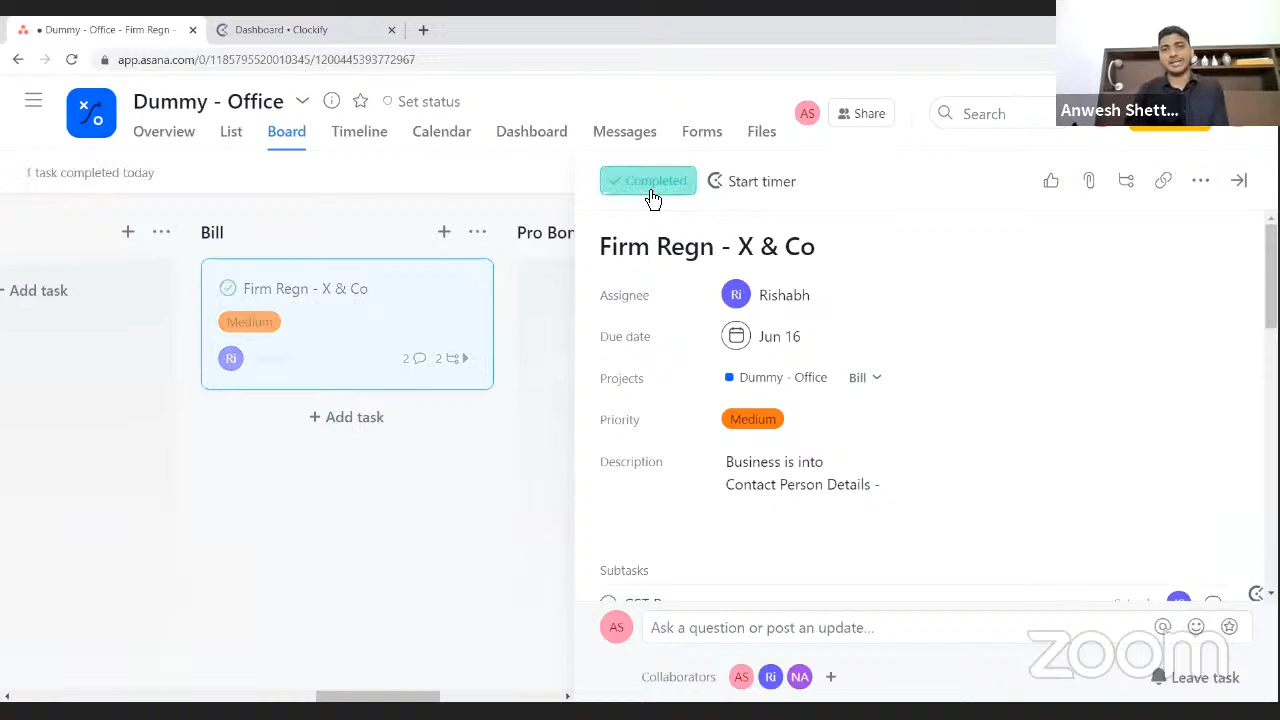 Dummy - Office - Firm Regn -
Dashboard • Clockify
app.asana.com/0/1185795520010345/1200445393772967
Anwesh Shett...
Dummy - Office
Set status
AS
Share
Search
Overview
List
Board
Timeline
Calendar
Dashboard
Messages
Forms
Files
1 task completed today
Completed
Start timer
Bill
Pro Bon
Add task
Firm Regn - X & Co
Medium
Ri
2
2
+ Add task
Firm Regn - X & Co
Assignee
Ri
Rishabh
Due date
Jun 16
Projects
Dummy - Office
Bill
Priority
Medium
Description
Business is into
Contact Person Details -
Subtasks
AS
Ask a question or post an update...
zoom
Collaborators
AS
Ri
NA
Leave task